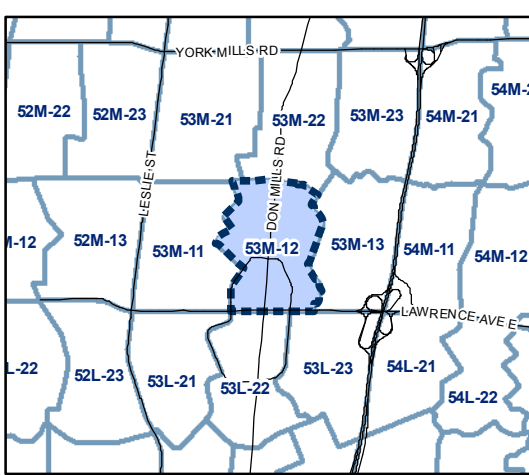 YORK MILLS RD
54M-2
52M-22
52M-23
53M-21
53M-22
53M-23
54M-21
LESLIE ST
DON MILLS RD
M-12
52M-13
53M-11
53M-12
53M-13
54M-11
54M-12
LAWRENCE AVE E
L-22
52L-23
53L-21
53L-22
53L-23
54L-21
54L-22